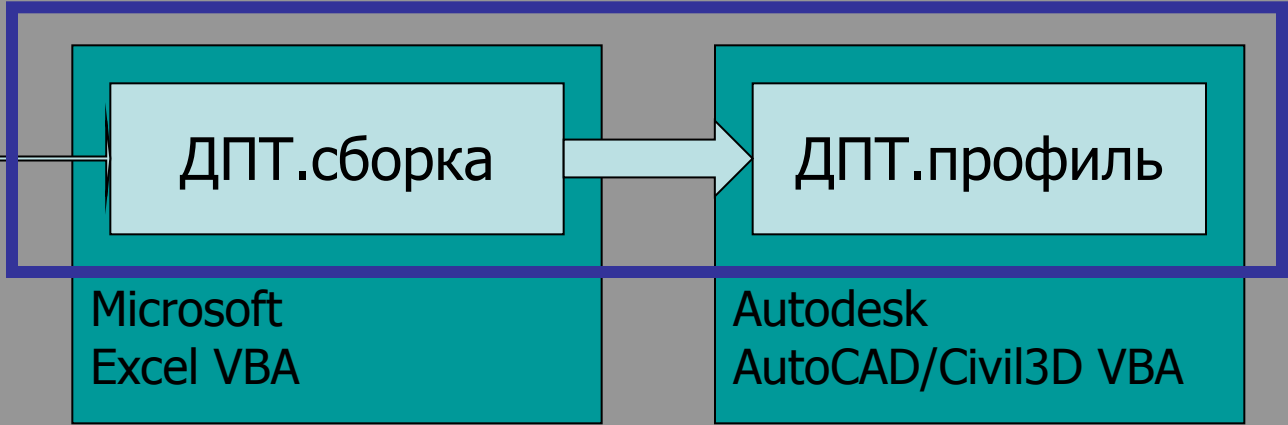 ДПТ.сборка
ДПТ.профиль
Microsoft
Excel VBA
Autodesk
AutoCAD/Civil3D VBA